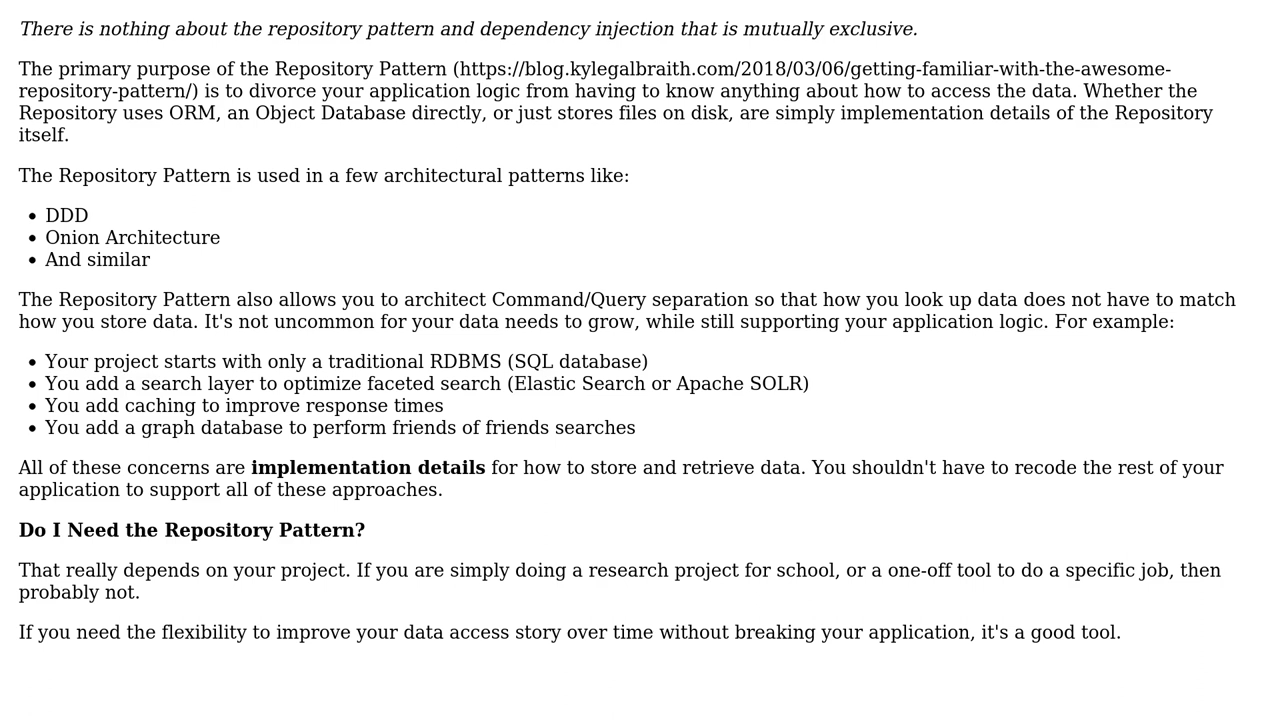 There is nothing about the repository pattern and dependency injection that is mutually exclusive.
The primary purpose of the Repository Pattern (https://blog.kylegalbraith.com/2018/03/06/getting-familiar-with-the-awesome-
repository-pattern/) is to divorce your application logic from having to know anything about how to access the data. Whether the
Repository uses ORM, an Object Database directly, or just stores files on disk, are simply implementation details of the Repository
itself.
The Repository Pattern is used in a few architectural patterns like:
• DDD
• Onion Architecture
• And similar
The Repository Pattern also allows you to architect Command/Query separation so that how you look up data does not have to match
how you store data. It's not uncommon for your data needs to grow, while still supporting your application logic. For example:
• Your project starts with only a traditional RDBMS (SQL database)
• You add a search layer to optimize faceted search (Elastic Search or Apache SOLR)
• You add caching to improve response times
• You add a graph database to perform friends of friends searches
All of these concerns are implementation details for how to store and retrieve data. You shouldn't have to recode the rest of your
application to support all of these approaches.
Do I Need the Repository Pattern?
That really depends on your project. If you are simply doing a research project for school, or a one-off tool to do a specific job, then
probably not.
If you need the flexibility to improve your data access story over time without breaking your application, it's a good tool.